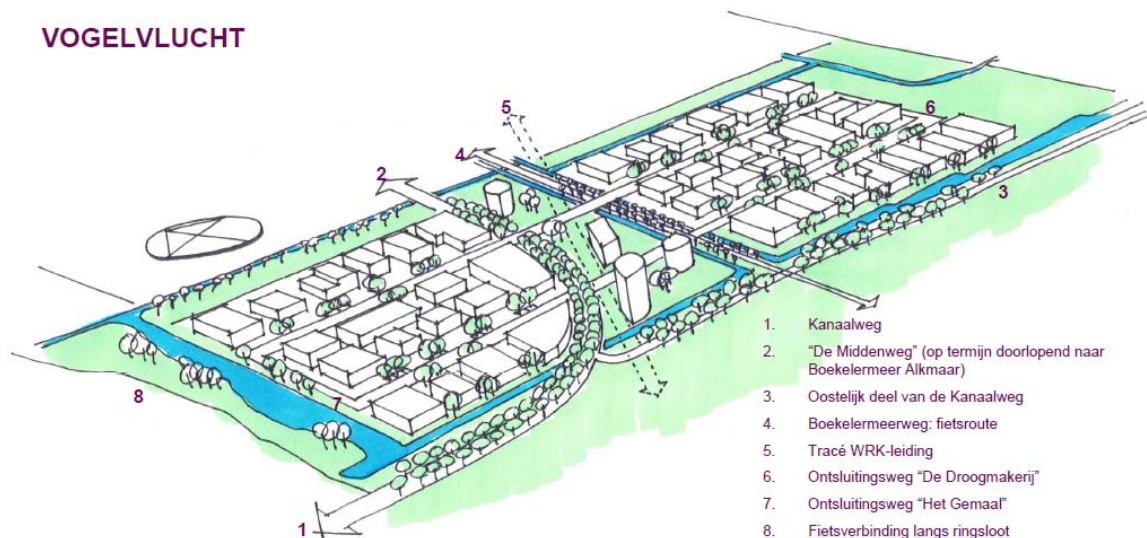 VOGELVLUCHT
5
6
4
2
3
8
7
1
1. Kanaalweg
2. “De Middenweg” (op termijn doorlopend naar
Boekelermeer Alkmaar)
3. Oostelijk deel van de Kanaalweg
4. Boekelermeerweg: fietsroute
5. Tracé WRK-leiding
6. Ontsluitingsweg “De Droogmakerij”
7. Ontsluitingsweg “Het Gemaal”
8. Fietsverbinding langs ringsloot